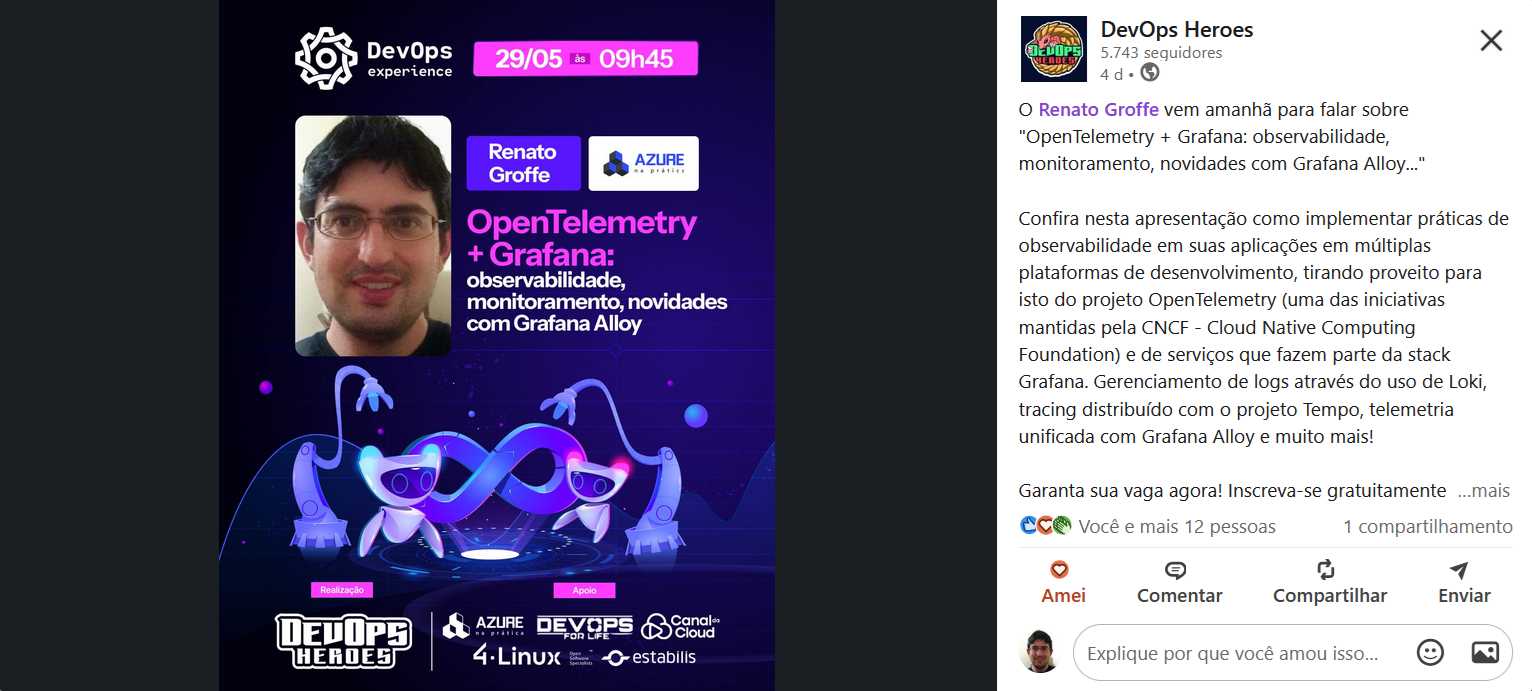 DevOps
experience
29/05 às 09h45
Renato
Groffe
AZURE
na prática
OpenTelemetry
+ Grafana:
observabilidade,
monitoramento, novidades
com Grafana Alloy
Realização
Apoio
DEVOPS
HEROES
AZURE
na prática
DEVOPS
FOR LIFE
Canal da
Cloud
4.Linux
Open
Software
Specialists
estabilis
DEVOPS
HEROES
DevOps Heroes
5.743 seguidores
4 d •
O Renato Groffe vem amanhã para falar sobre
"OpenTelemetry + Grafana: observabilidade,
monitoramento, novidades com Grafana Alloy..."
Confira nesta apresentação como implementar práticas de
observabilidade em suas aplicações em múltiplas
plataformas de desenvolvimento, tirando proveito para
isto do projeto OpenTelemetry (uma das iniciativas
mantidas pela CNCF - Cloud Native Computing
Foundation) e de serviços que fazem parte da stack
Grafana. Gerenciamento de logs através do uso de Loki,
tracing distribuído com o projeto Tempo, telemetria
unificada com Grafana Alloy e muito mais!
Garanta sua vaga agora! Inscreva-se gratuitamente ...mais
Você e mais 12 pessoas 1 compartilhamento
Amei Comentar Compartilhar Enviar
Explique por que você amou isso...